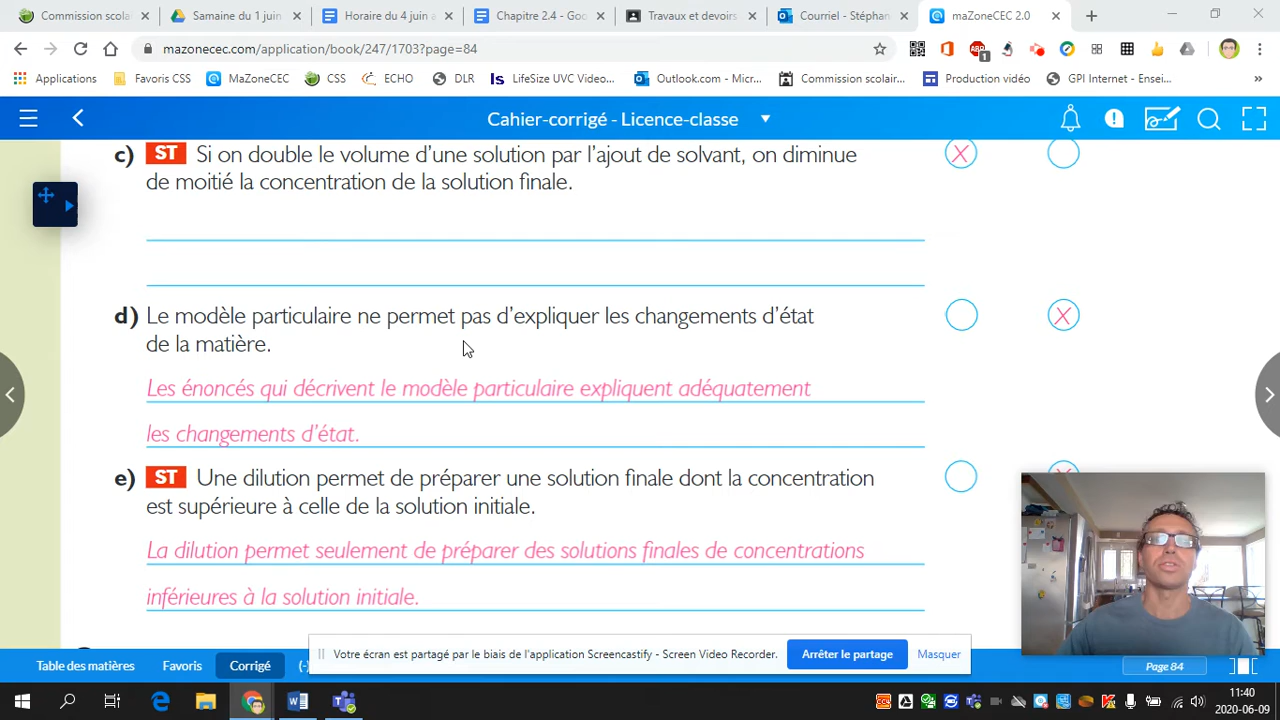 Commission scola
Samaine du 1 juin
Horaire du 4 juin a
Chapitre 2.4 - Goo
Travaux et devoirs
Courriel - Stéphan
maZoneCEC 2.0
mazonecec.com/application/book/247/1703?page=84
Applications
Favoris CSS
MaZoneCEC
CSS
ECHO
DLR
LifeSize UVC Video...
Outlook.com - Micr...
Commission scolair...
Production vidéo
GPI Internet - Ensei...
Cahier-corrigé - Licence-classe
c) ST Si on double le volume d'une solution par l'ajout de solvant, on diminue
de moitié la concentration de la solution finale.
d) Le modèle particulaire ne permet pas d'expliquer les changements d'état
de la matière.
Les énoncés qui décrivent le modèle particulaire expliquent adéquatement
les changements d'état.
e) ST Une dilution permet de préparer une solution finale dont la concentration
est supérieure à celle de la solution initiale.
La dilution permet seulement de préparer des solutions finales de concentrations
inférieures à la solution initiale.
Votre écran est partagé par le biais de l'application Screencastify - Screen Video Recorder.
Arrêter le partage
Masquer
Table des matières
Favoris
Corrigé
Page 84
11:40
2020-06-09